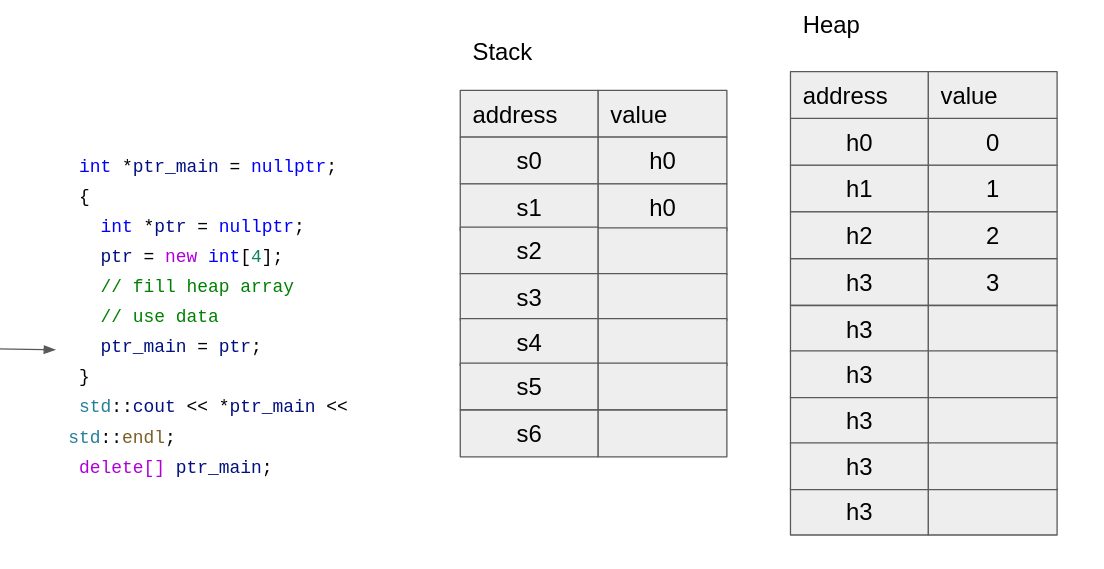 int *ptr_main = nullptr;
{
int *ptr = nullptr;
ptr = new int[4];
// fill heap array
// use data
ptr_main = ptr;
}
std::cout << *ptr_main <<
std::endl;
delete[] ptr_main;
Stack
address value
s0 h0
s1 h0
s2
s3
s4
s5
s6
Heap
address value
h0 0
h1 1
h2 2
h3 3
h3
h3
h3
h3
h3